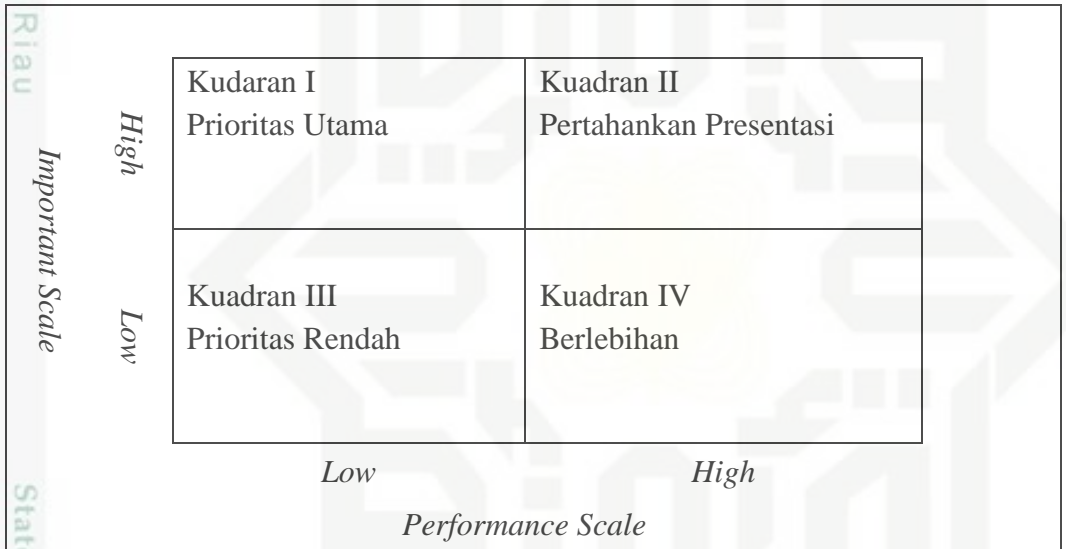 Riau
Kudaran I
Prioritas Utama
Kuadran II
Pertahankan Presentasi
High
Important Scale
Kuadran III
Prioritas Rendah
Kuadran IV
Berlebihan
Low
Low
High
Performance Scale